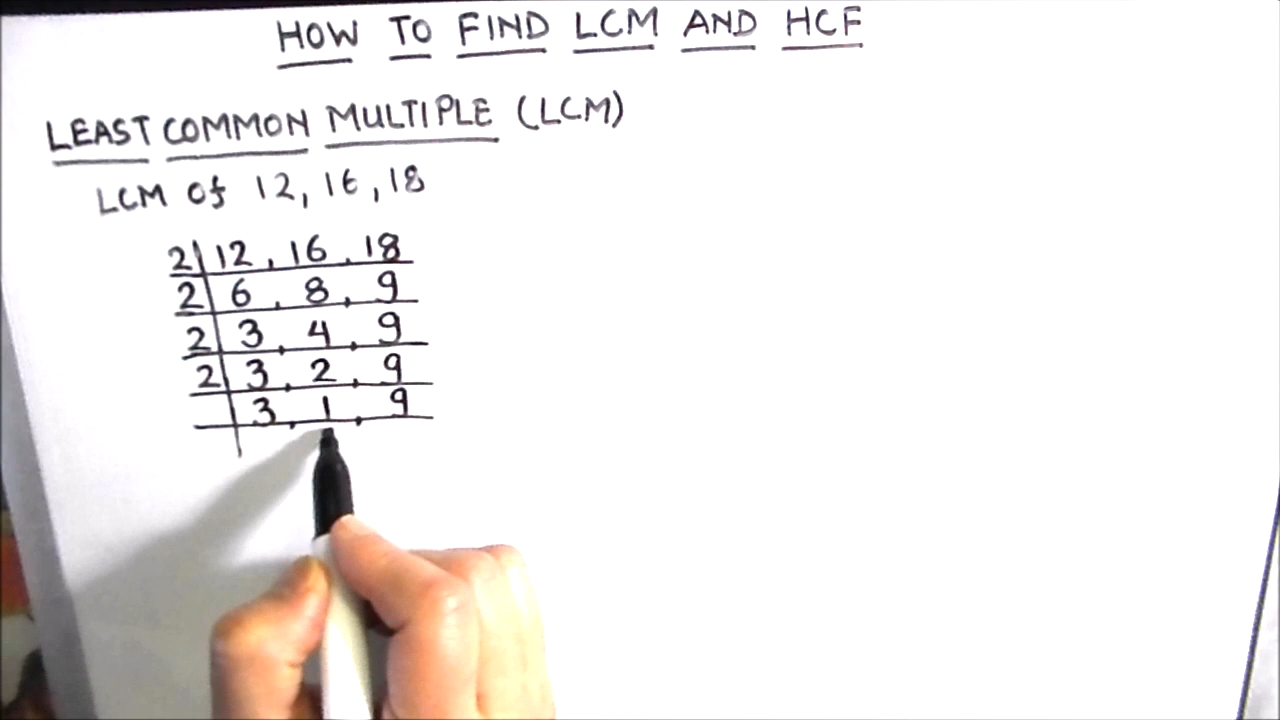 HOW TO FIND LCM AND HCF
LEAST COMMON MULTIPLE (LCM)
LCM Of 12, 16, 18
2 | 12 , 16 , 18
2 | 6 , 8 , 9
2 | 3 , 4 , 9
2 | 3 , 2 , 9
| 3 , 1 , 9